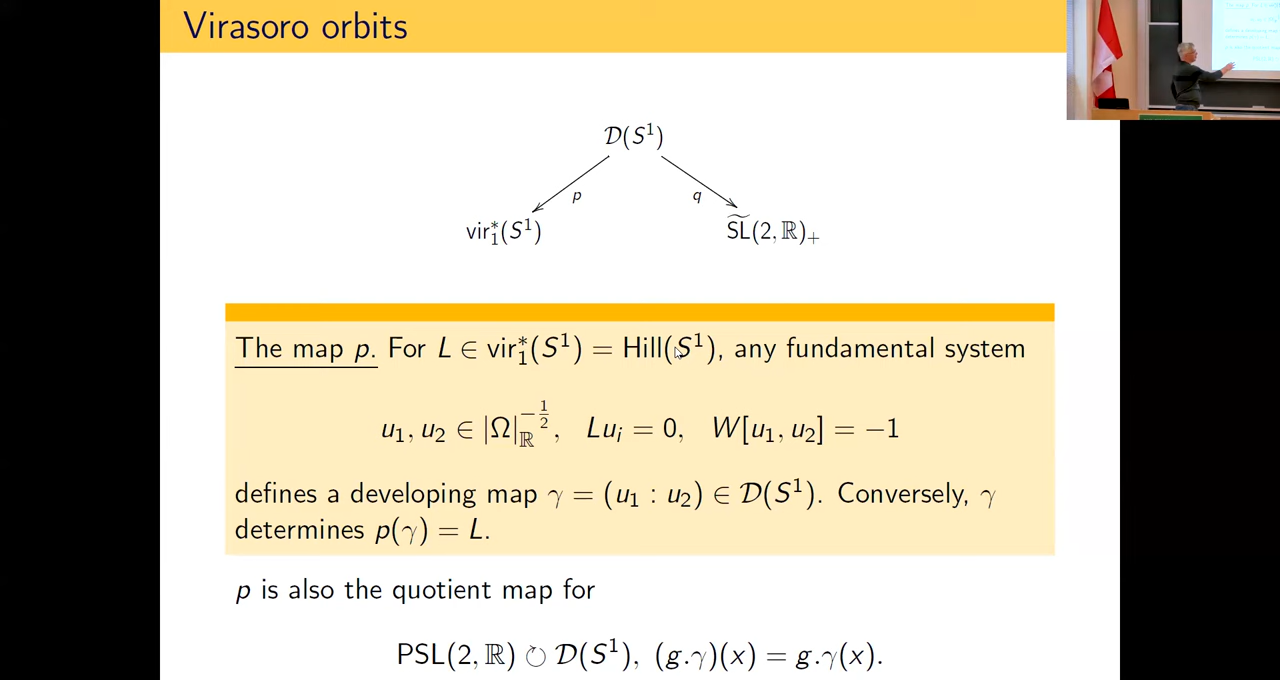 Virasoro orbits
𝒟(S¹)
p q
vir₁*(S¹) S͠L(2, ℝ)₊
The map p. For L ∈ vir₁*(S¹) = Hill(S¹), any fundamental system
u₁, u₂ ∈ |Ω|_ℝ^{-1/2}, Luᵢ = 0, W[u₁, u₂] = −1
defines a developing map γ = (u₁ : u₂) ∈ 𝒟(S¹). Conversely, γ
determines p(γ) = L.
p is also the quotient map for
PSL(2, ℝ) ↻ 𝒟(S¹), (g.γ)(x) = g.γ(x).